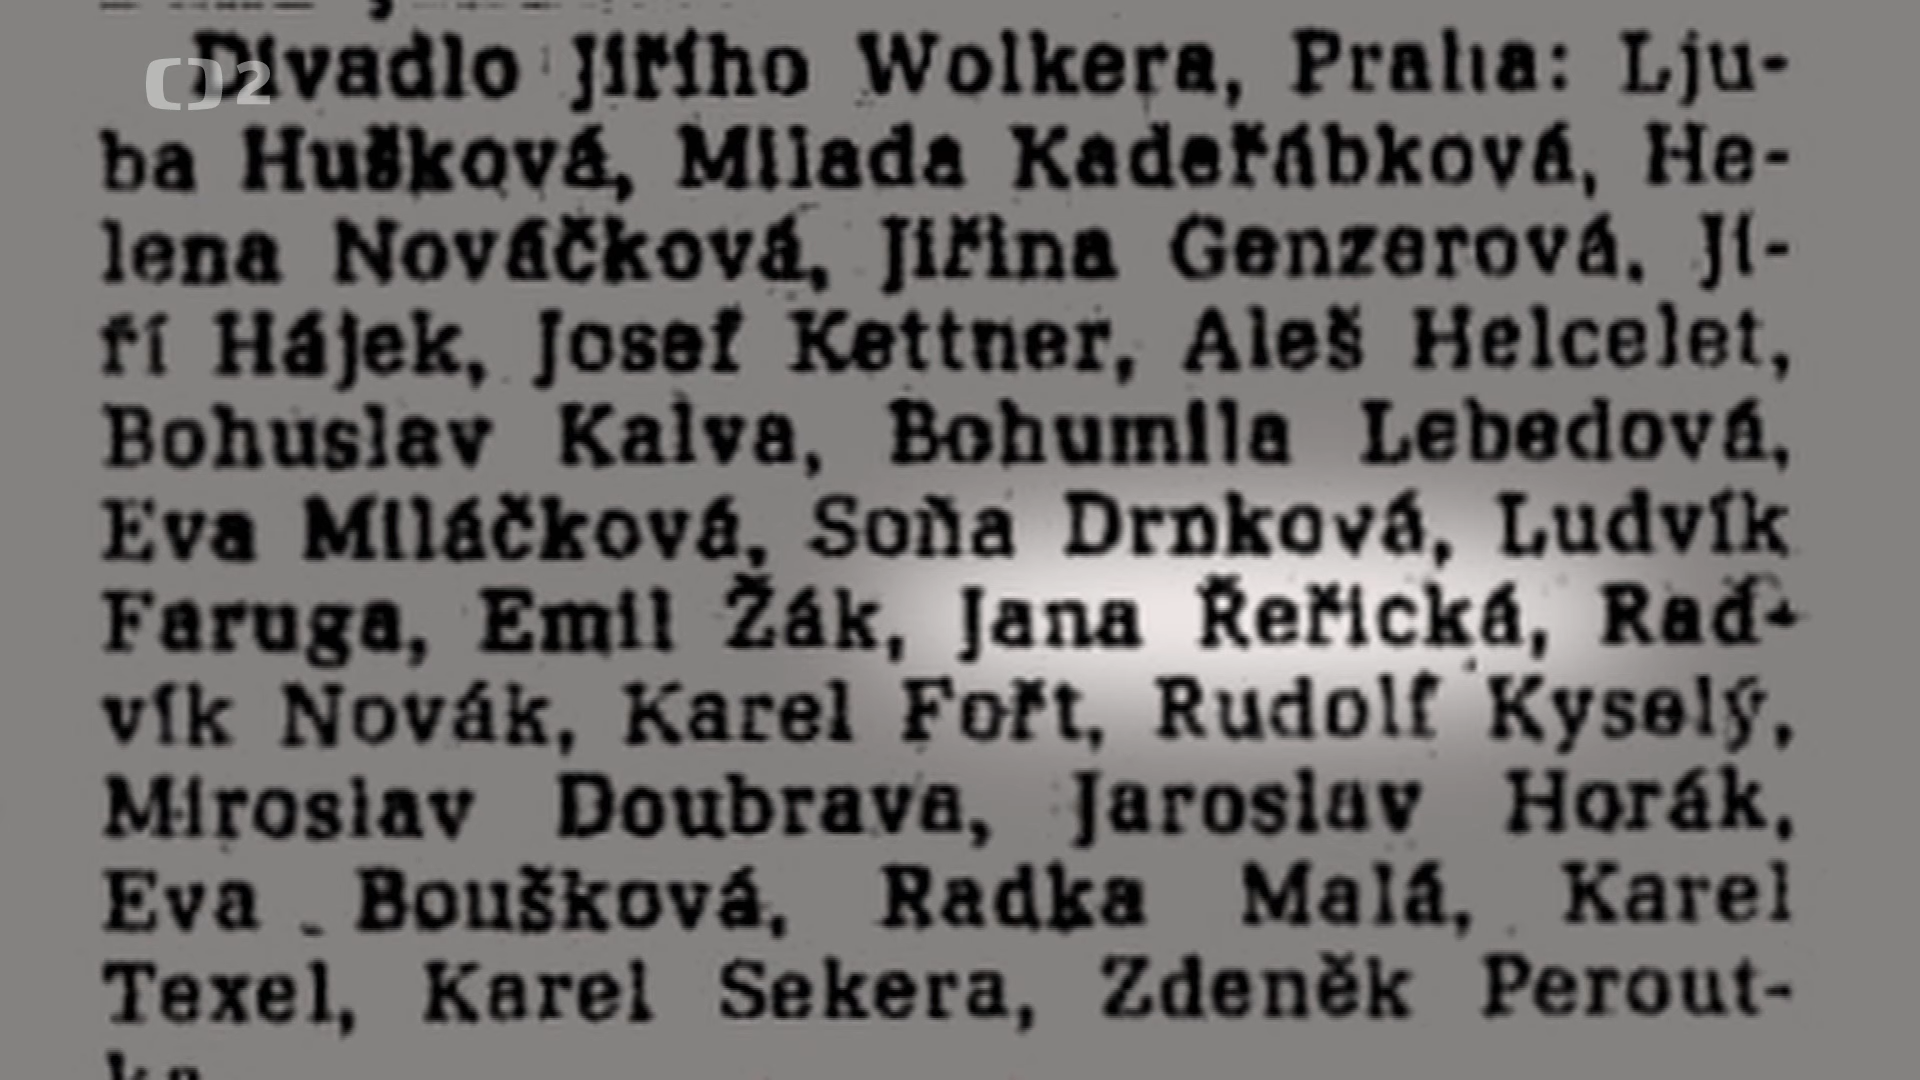 Divadlo Jiřího Wolkera, Praha: Lju-
ba Hušková, Milada Kadeřábková, He-
lena Nováčková, Jiřina Genzerová, Ji-
ří Hájek, Josef Kettner, Aleš Helcelet,
Bohuslav Kalva, Bohumila Lebedová,
Eva Miláčková, Soňa Drnková, Ludvík
Faruga, Emil Žák, Jana Řeřická, Raď-
vík Novák, Karel Fořt, Rudolf Kyselý,
Miroslav Doubrava, Jaroslav Horák,
Eva Boušková, Radka Malá, Karel
Texel, Karel Sekera, Zdeněk Perout-
ka
2